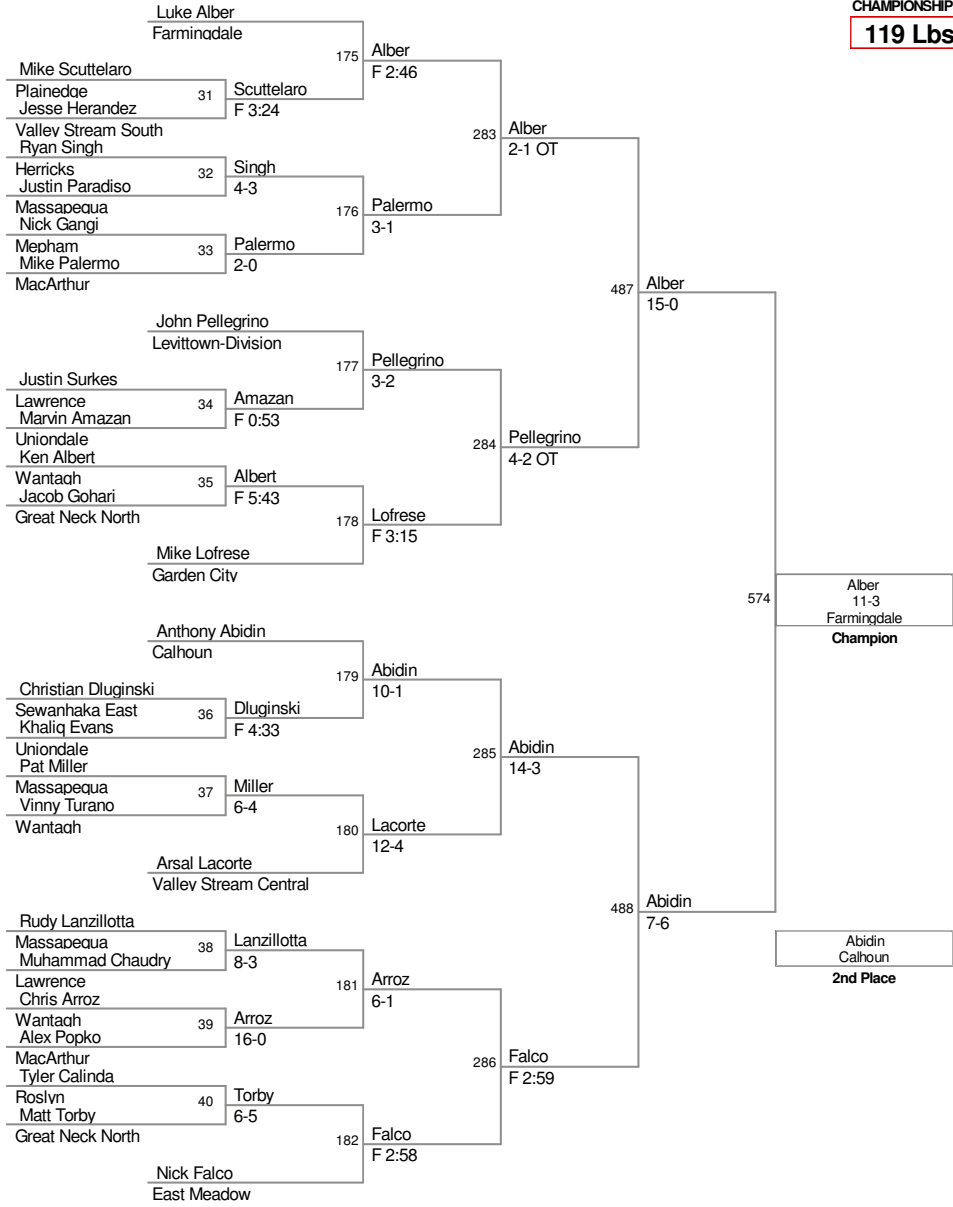 CHAMPIONSHIP
119 Lbs
Luke Alber
Farmingdale
175
Alber
F 2:46
Mike Scuttelaro
Plainedge
31
Jesse Herandez
Scuttelaro
F 3:24
Valley Stream South
283
Alber
2-1 OT
Ryan Singh
Herricks
32
Justin Paradiso
Singh
4-3
Massapequa
176
Palermo
3-1
Nick Gangi
Mepham
33
Mike Palermo
Palermo
2-0
MacArthur
487
Alber
15-0
John Pellegrino
Levittown-Division
177
Pellegrino
3-2
Justin Surkes
Lawrence
34
Marvin Amazan
Amazan
F 0:53
Uniondale
284
Pellegrino
4-2 OT
Ken Albert
Wantagh
35
Jacob Gohari
Albert
F 5:43
Great Neck North
178
Lofrese
F 3:15
Mike Lofrese
Garden City
574
Alber
11-3
Farmingdale
Champion
Anthony Abidin
Calhoun
179
Abidin
10-1
Christian Dluginski
Sewanhaka East
36
Khaliq Evans
Dluginski
F 4:33
Uniondale
285
Abidin
14-3
Pat Miller
Massapequa
37
Vinny Turano
Miller
6-4
Wantagh
180
Lacorte
12-4
Arsal Lacorte
Valley Stream Central
488
Abidin
7-6
Abidin
Calhoun
2nd Place
Rudy Lanzillotta
Massapequa
38
Muhammad Chaudry
Lanzillotta
8-3
Lawrence
181
Arroz
6-1
Chris Arroz
Wantagh
39
Alex Popko
Arroz
16-0
MacArthur
286
Falco
F 2:59
Tyler Calinda
Roslyn
40
Matt Torby
Torby
6-5
Great Neck North
182
Falco
F 2:58
Nick Falco
East Meadow